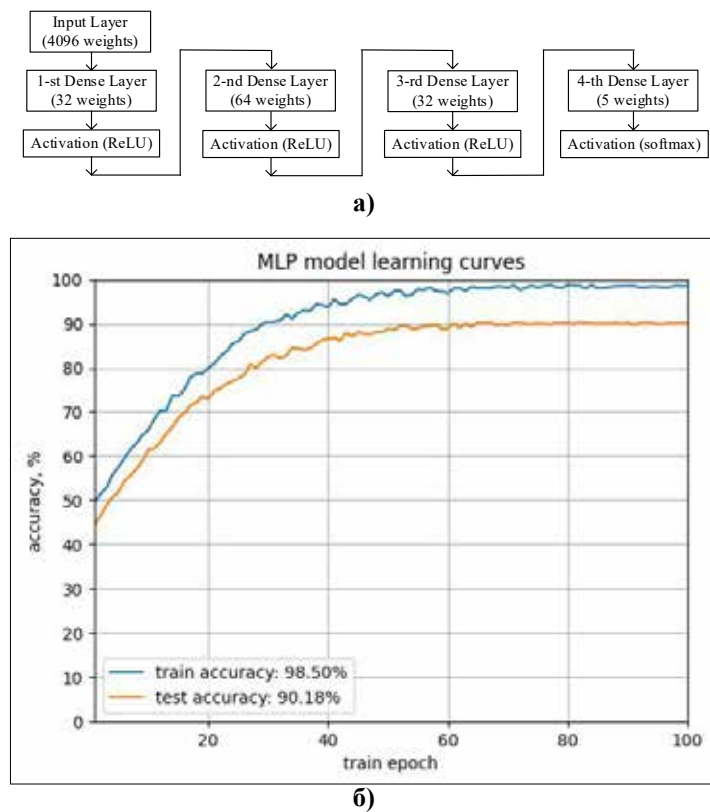 Input Layer
(4096 weights)
1-st Dense Layer
(32 weights)
Activation (ReLU)
2-nd Dense Layer
(64 weights)
Activation (ReLU)
3-rd Dense Layer
(32 weights)
Activation (ReLU)
4-th Dense Layer
(5 weights)
Activation (softmax)
а)
MLP model learning curves
accuracy, %
100
90
80
70
60
50
40
30
20
10
0
train accuracy: 98.50%
test accuracy: 90.18%
20 40 60 80 100
train epoch
б)